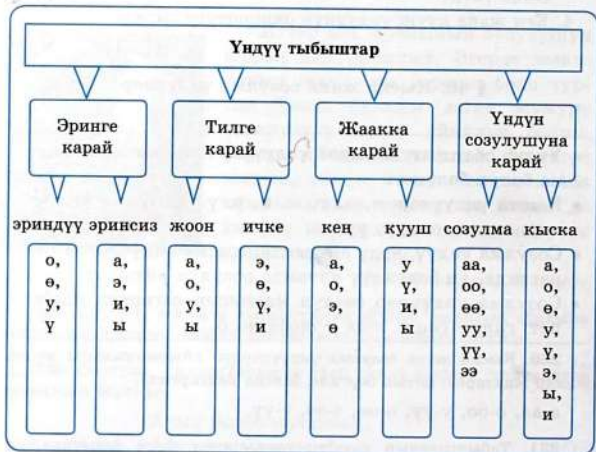 Үндүү тыбыштар
Эринге карай
Тилге карай
Жаакка карай
Үндүн созулушуна карай
эриндүү эринсиз жоон ичке кең кууш созулма кыска
о,
ө,
у,
ү
а,
э,
и,
ы
а,
о,
у,
ы
ө,
ү,
и
а,
о,
э,
ө
ү,
и,
ы
аа,
оо,
өө,
уу,
үү,
ээ
а,
о,
ө,
у,
ү,
э,
ы,
и